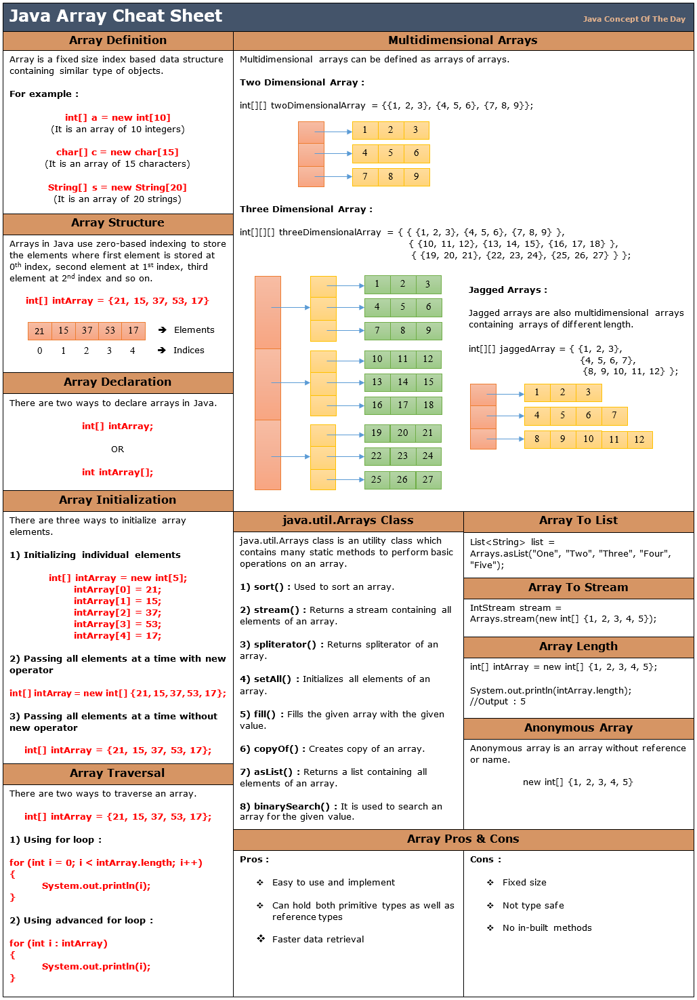 Java Array Cheat Sheet
Java Concept Of The Day
Array Definition
Array is a fixed size index based data structure
containing similar type of objects.
For example :
int[] a = new int[10]
(It is an array of 10 integers)
char[] c = new char[15]
(It is an array of 15 characters)
String[] s = new String[20]
(It is an array of 20 strings)
Array Structure
Arrays in Java use zero-based indexing to store
the elements where first element is stored at
0th index, second element at 1st index, third
element at 2nd index and so on.
int[] intArray = {21, 15, 37, 53, 17}
21 15 37 53 17 ➔ Elements
0 1 2 3 4 ➔ Indices
Array Declaration
There are two ways to declare arrays in Java.
int[] intArray;
OR
int intArray[];
Array Initialization
There are three ways to initialize array
elements.
1) Initializing individual elements
int[] intArray = new int[5];
intArray[0] = 21;
intArray[1] = 15;
intArray[2] = 37;
intArray[3] = 53;
intArray[4] = 17;
2) Passing all elements at a time with new
operator
int[] intArray = new int[] {21, 15, 37, 53, 17};
3) Passing all elements at a time without
new operator
int[] intArray = {21, 15, 37, 53, 17};
Array Traversal
There are two ways to traverse an array.
int[] intArray = {21, 15, 37, 53, 17};
1) Using for loop :
for (int i = 0; i < intArray.length; i++)
{
System.out.println(i);
}
2) Using advanced for loop :
for (int i : intArray)
{
System.out.println(i);
}
Multidimensional Arrays
Multidimensional arrays can be defined as arrays of arrays.
Two Dimensional Array :
int[][] twoDimensionalArray = {{1, 2, 3}, {4, 5, 6}, {7, 8, 9}};
1 2 3
4 5 6
7 8 9
Three Dimensional Array :
int[][][] threeDimensionalArray = { { {1, 2, 3}, {4, 5, 6}, {7, 8, 9} },
{ {10, 11, 12}, {13, 14, 15}, {16, 17, 18} },
{ {19, 20, 21}, {22, 23, 24}, {25, 26, 27} } };
1 2 3
4 5 6
7 8 9
10 11 12
13 14 15
16 17 18
19 20 21
22 23 24
25 26 27
Jagged Arrays :
Jagged arrays are also multidimensional arrays
containing arrays of different length.
int[][] jaggedArray = { {1, 2, 3},
{4, 5, 6, 7},
{8, 9, 10, 11, 12} };
1 2 3
4 5 6 7
8 9 10 11 12
java.util.Arrays Class
java.util.Arrays class is an utility class which
contains many static methods to perform basic
operations on an array.
1) sort() : Used to sort an array.
2) stream() : Returns a stream containing all
elements of an array.
3) spliterator() : Returns spliterator of an
array.
4) setAll() : Initializes all elements of an
array.
5) fill() : Fills the given array with the given
value.
6) copyOf() : Creates copy of an array.
7) asList() : Returns a list containing all
elements of an array.
8) binarySearch() : It is used to search an
array for the given value.
Array To List
List<String> list =
Arrays.asList("One", "Two", "Three", "Four",
"Five");
Array To Stream
IntStream stream =
Arrays.stream(new int[] {1, 2, 3, 4, 5});
Array Length
int[] intArray = new int[] {1, 2, 3, 4, 5};
System.out.println(intArray.length);
//Output : 5
Anonymous Array
Anonymous array is an array without reference
or name.
new int[] {1, 2, 3, 4, 5}
Array Pros & Cons
Pros :
❖ Easy to use and implement
❖ Can hold both primitive types as well as
reference types
❖ Faster data retrieval
Cons :
❖ Fixed size
❖ Not type safe
❖ No in-built methods